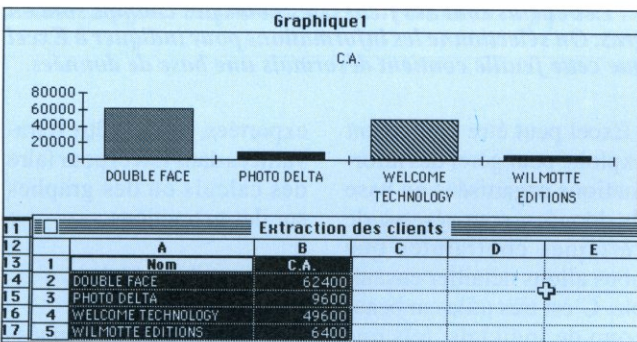 Graphique1
C.A.
80000
60000
40000
20000
0
DOUBLE FACE
PHOTO DELTA
WELCOME TECHNOLOGY
WILMOTTE EDITIONS
11
Extraction des clients
12 A B C D E
13 1 Nom C.A.
14 2 DOUBLE FACE 62400
15 3 PHOTO DELTA 9600
16 4 WELCOME TECHNOLOGY 49600
17 5 WILMOTTE EDITIONS 6400